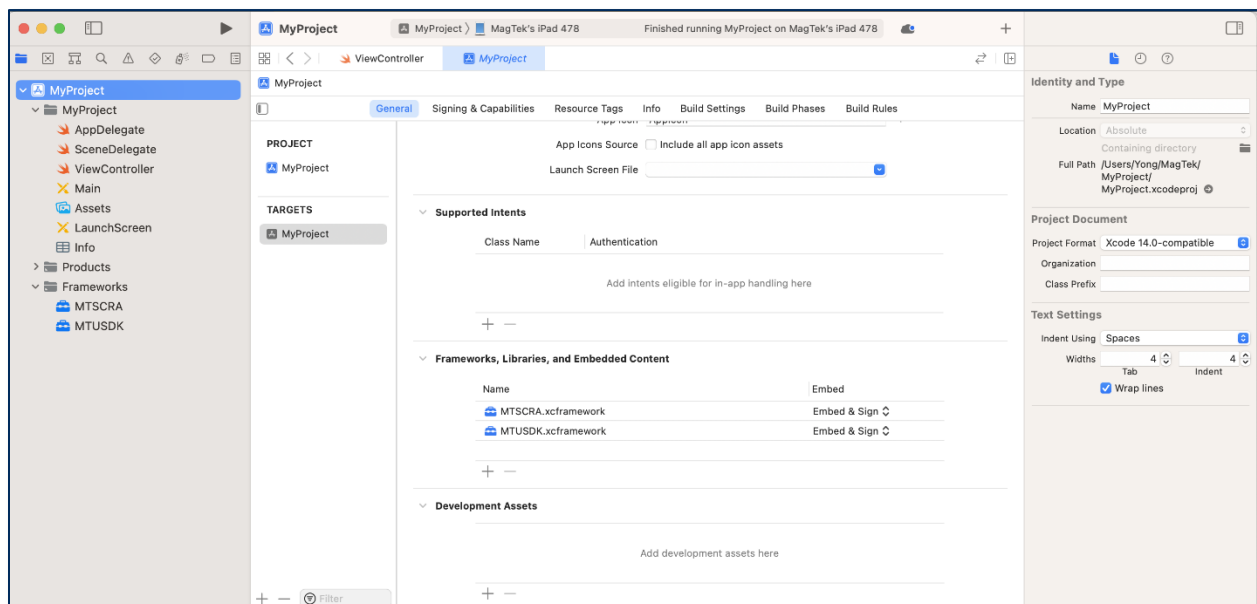 MyProject
MyProject
MagTek's iPad 478
Finished running MyProject on MagTek's iPad 478
ViewController
MyProject
MyProject
MyProject
AppDelegate
SceneDelegate
ViewController
Main
Assets
LaunchScreen
Info
Products
Frameworks
MTSCRA
MTUSDK
MyProject
General Signing & Capabilities Resource Tags Info Build Settings Build Phases Build Rules
PROJECT
MyProject
TARGETS
MyProject
Filter
App Icon AppIcon
App Icons Source Include all app icon assets
Launch Screen File
Supported Intents
Class Name Authentication
Add intents eligible for in-app handling here
Frameworks, Libraries, and Embedded Content
Name Embed
MTSCRA.xcframework Embed & Sign
MTUSDK.xcframework Embed & Sign
Development Assets
Add development assets here
Identity and Type
Name MyProject
Location Absolute
Containing directory
Full Path /Users/Yong/MagTek/
MyProject/
MyProject.xcodeproj
Project Document
Project Format Xcode 14.0-compatible
Organization
Class Prefix
Text Settings
Indent Using Spaces
Widths 4 4
Tab Indent
Wrap lines